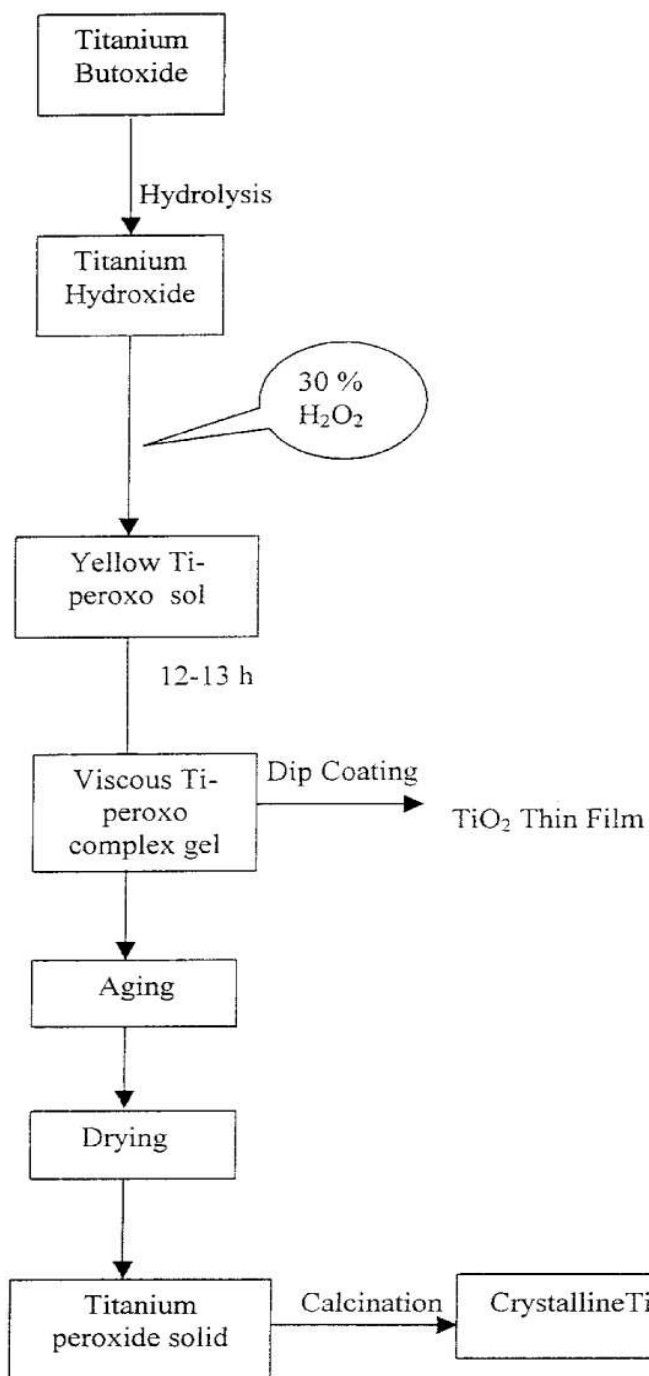 Titanium
Butoxide
Hydrolysis
Titanium
Hydroxide
30 %
H₂O₂
Yellow Ti-
peroxo sol
12-13 h
Viscous Ti-
peroxo
complex gel
Dip Coating
TiO₂ Thin Film
Aging
Drying
Titanium
peroxide solid
Calcination
CrystallineTi